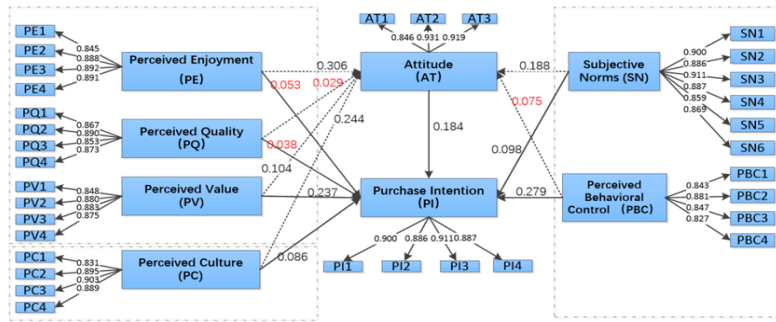 AT1 AT2 AT3
0.846 0.931 0.919
PE1
PE2
PE3
PE4
0.845
0.888
0.892
0.891
Perceived Enjoyment
(PE)
0.306
0.053
0.029
Attitude
(AT)
0.188
Subjective
Norms (SN)
0.900
0.886
0.911
0.887
0.859
0.869
SN1
SN2
SN3
SN4
SN5
SN6
PQ1
PQ2
PQ3
PQ4
0.867
0.890
0.853
0.873
Perceived Quality
(PQ)
0.038
0.244
0.184
0.075
0.098
PV1
PV2
PV3
PV4
0.848
0.880
0.883
0.875
Perceived Value
(PV)
0.104
0.237
Purchase Intention
(PI)
0.279
Perceived
Behavioral
Control (PBC)
0.843
0.881
0.847
0.827
PBC1
PBC2
PBC3
PBC4
PC1
PC2
PC3
PC4
0.831
0.895
0.903
0.889
Perceived Culture
(PC)
0.086
0.900 0.886 0.911 0.887
PI1 PI2 PI3 PI4